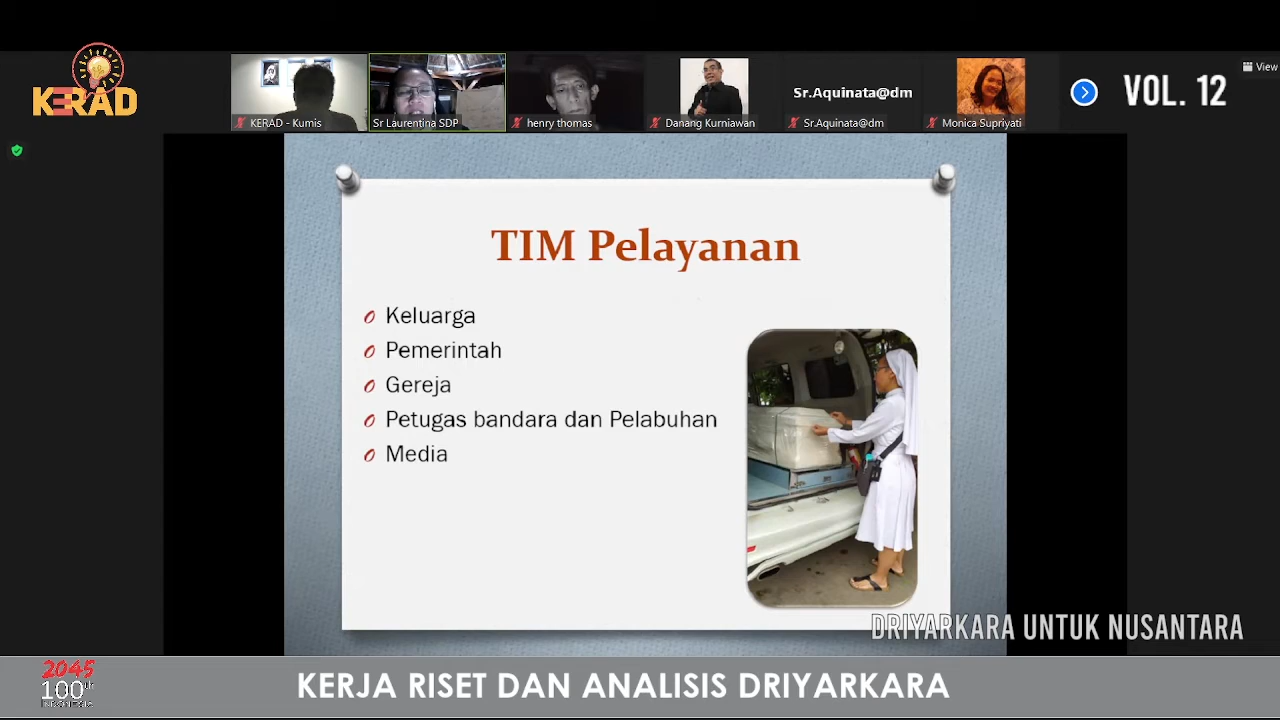 KERAD
View
VOL. 12
Sr.Aquinata@dm
KERAD - Kumis
Sr Laurentina SDP
henry thomas
Danang Kurniawan
Sr.Aquinata@dm
Monica Supriyati
TIM Pelayanan
Keluarga
Pemerintah
Gereja
Petugas bandara dan Pelabuhan
Media
DRIYARKARA UNTUK NUSANTARA
2045
100th
INDONESIA
KERJA RISET DAN ANALISIS DRIYARKARA